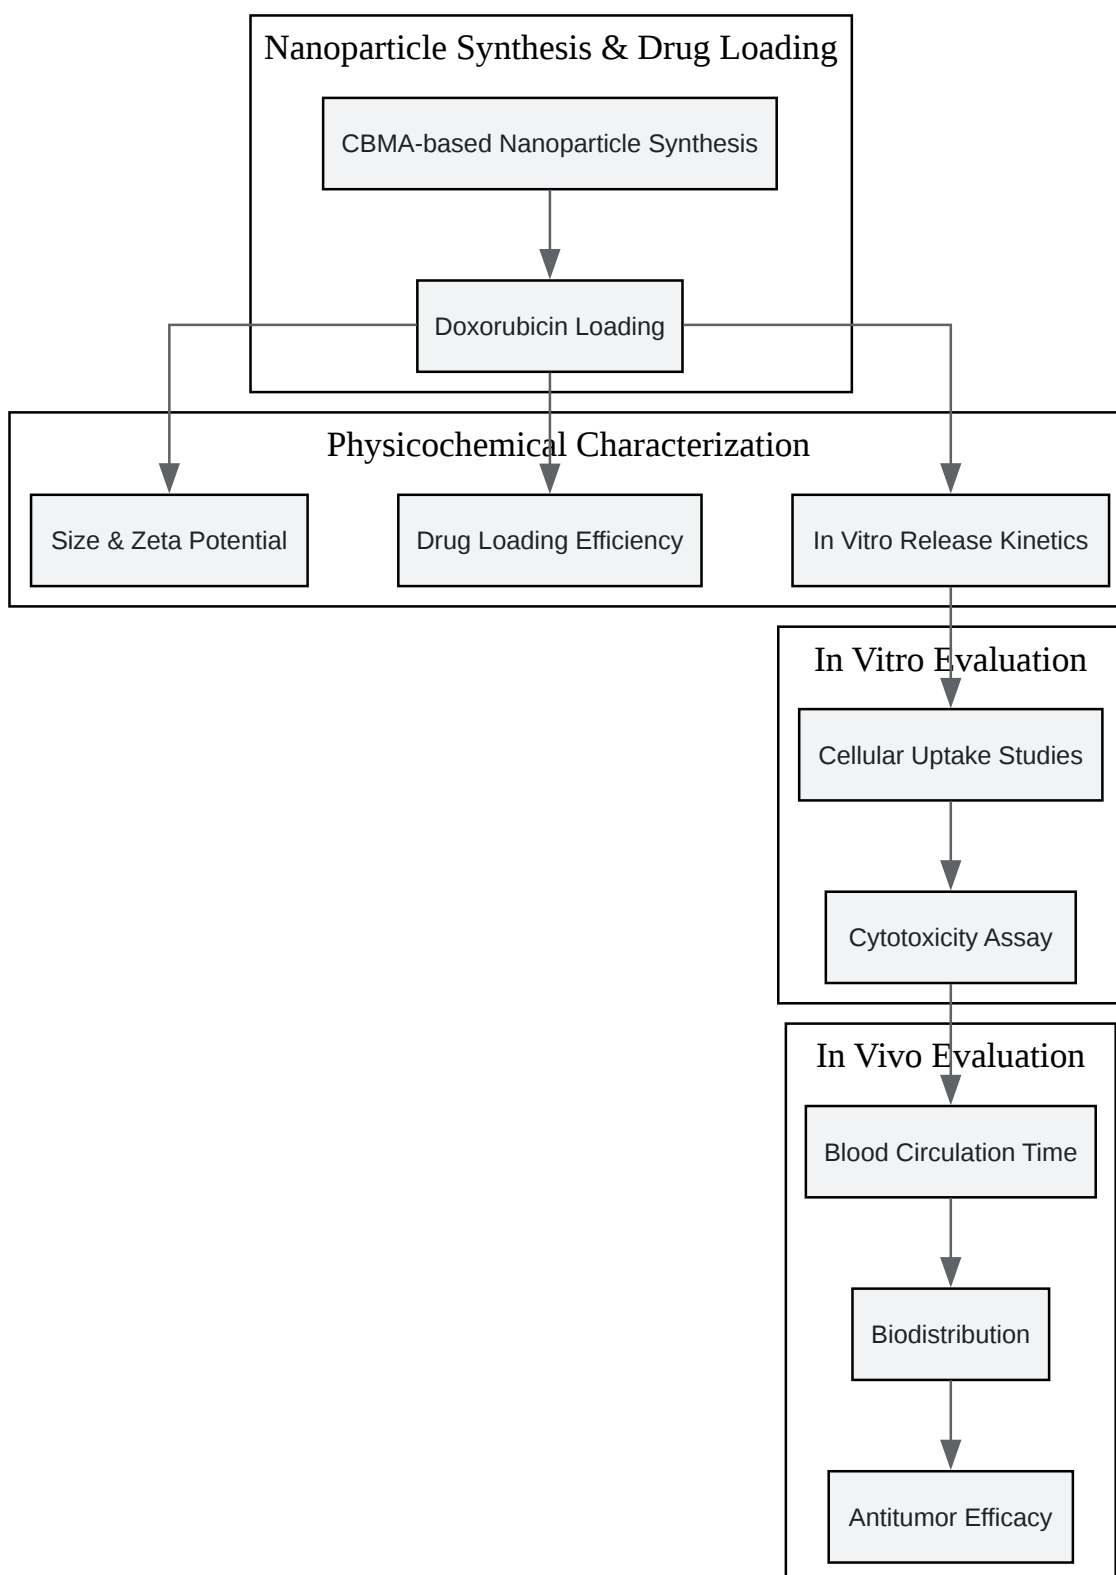 Nanoparticle Synthesis & Drug Loading
CBMA-based Nanoparticle Synthesis
Doxorubicin Loading
Physicochemical Characterization
Size & Zeta Potential
Drug Loading Efficiency
In Vitro Release Kinetics
In Vitro Evaluation
Cellular Uptake Studies
Cytotoxicity Assay
In Vivo Evaluation
Blood Circulation Time
Biodistribution
Antitumor Efficacy